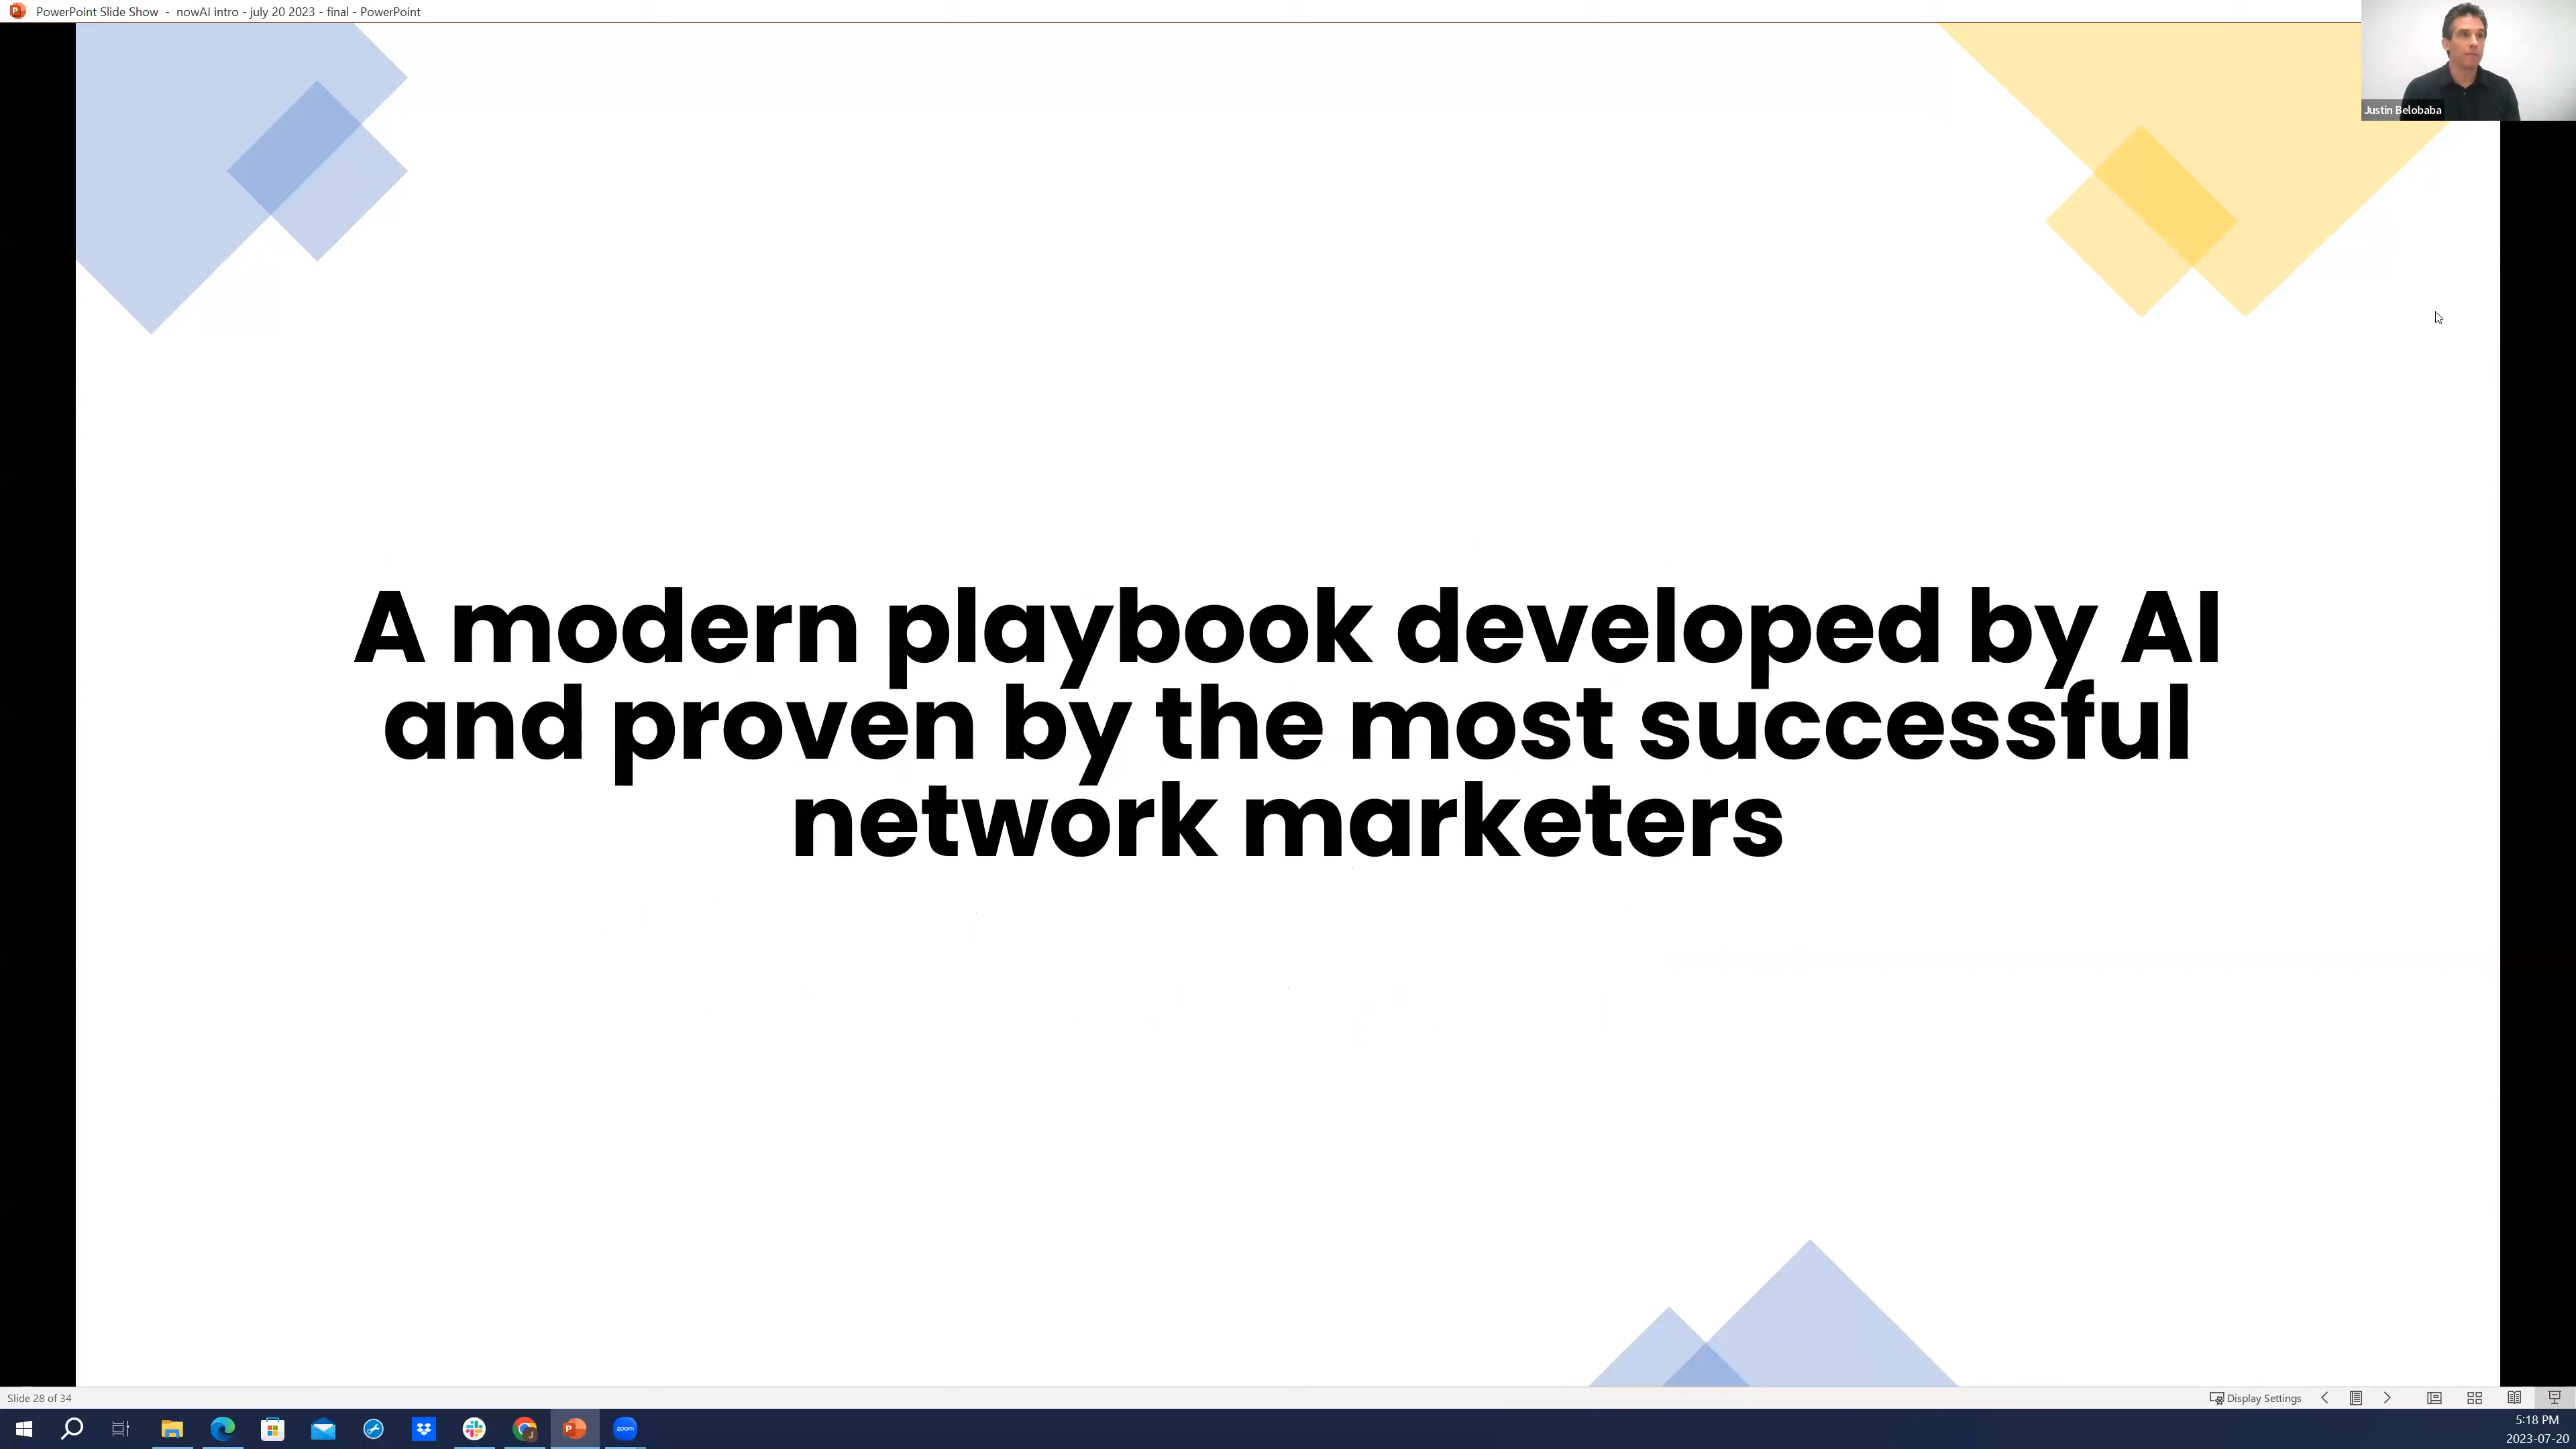 PowerPoint Slide Show - nowAI intro - july 20 2023 - final - PowerPoint
Justin Belobaba
A modern playbook developed by AI
and proven by the most successful
network marketers
Slide 28 of 34
Display Settings
zoom
5:18 PM
2023-07-20